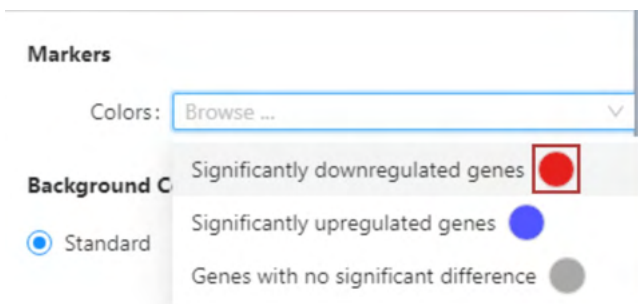 Markers
Colors: Browse ...
Significantly downregulated genes
Background C
Significantly upregulated genes
Standard
Genes with no significant difference